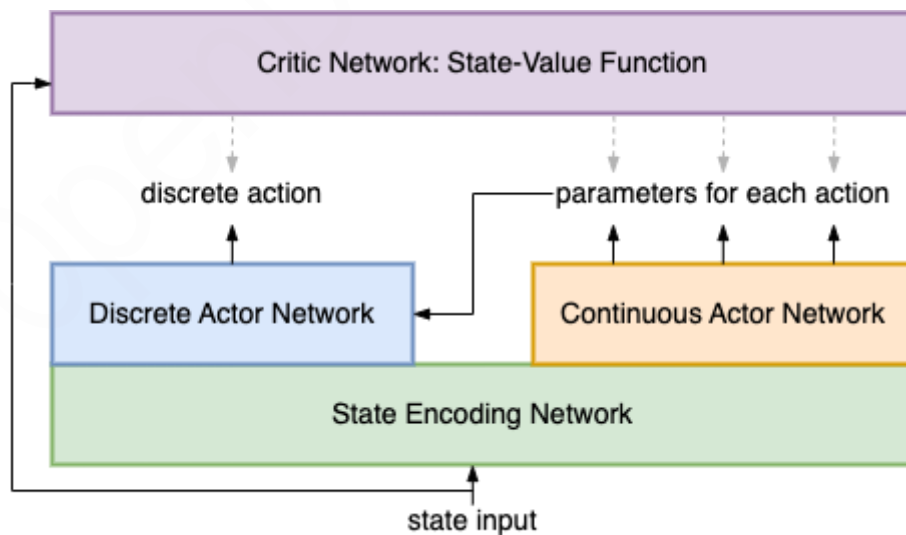 Critic Network: State-Value Function
discrete action
parameters for each action
Discrete Actor Network
Continuous Actor Network
State Encoding Network
state input